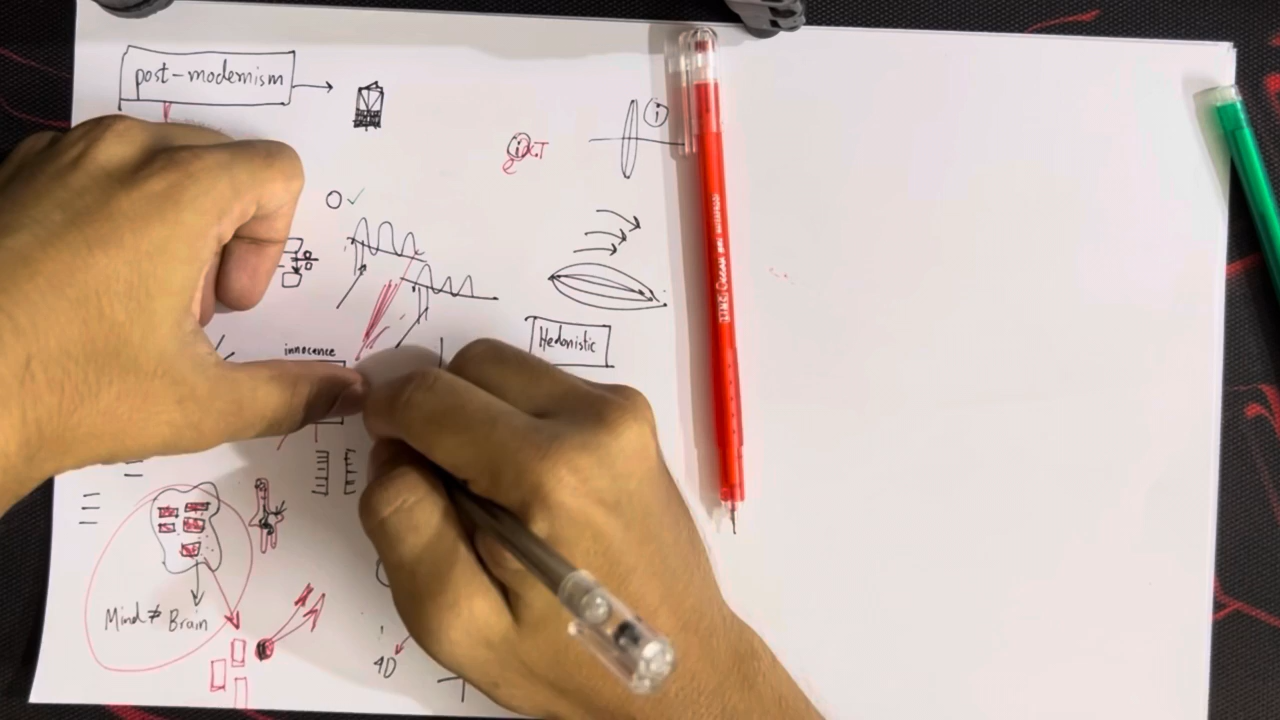 post-modernism
i
innocence
Hedonistic
Mind ≠ Brain
4D